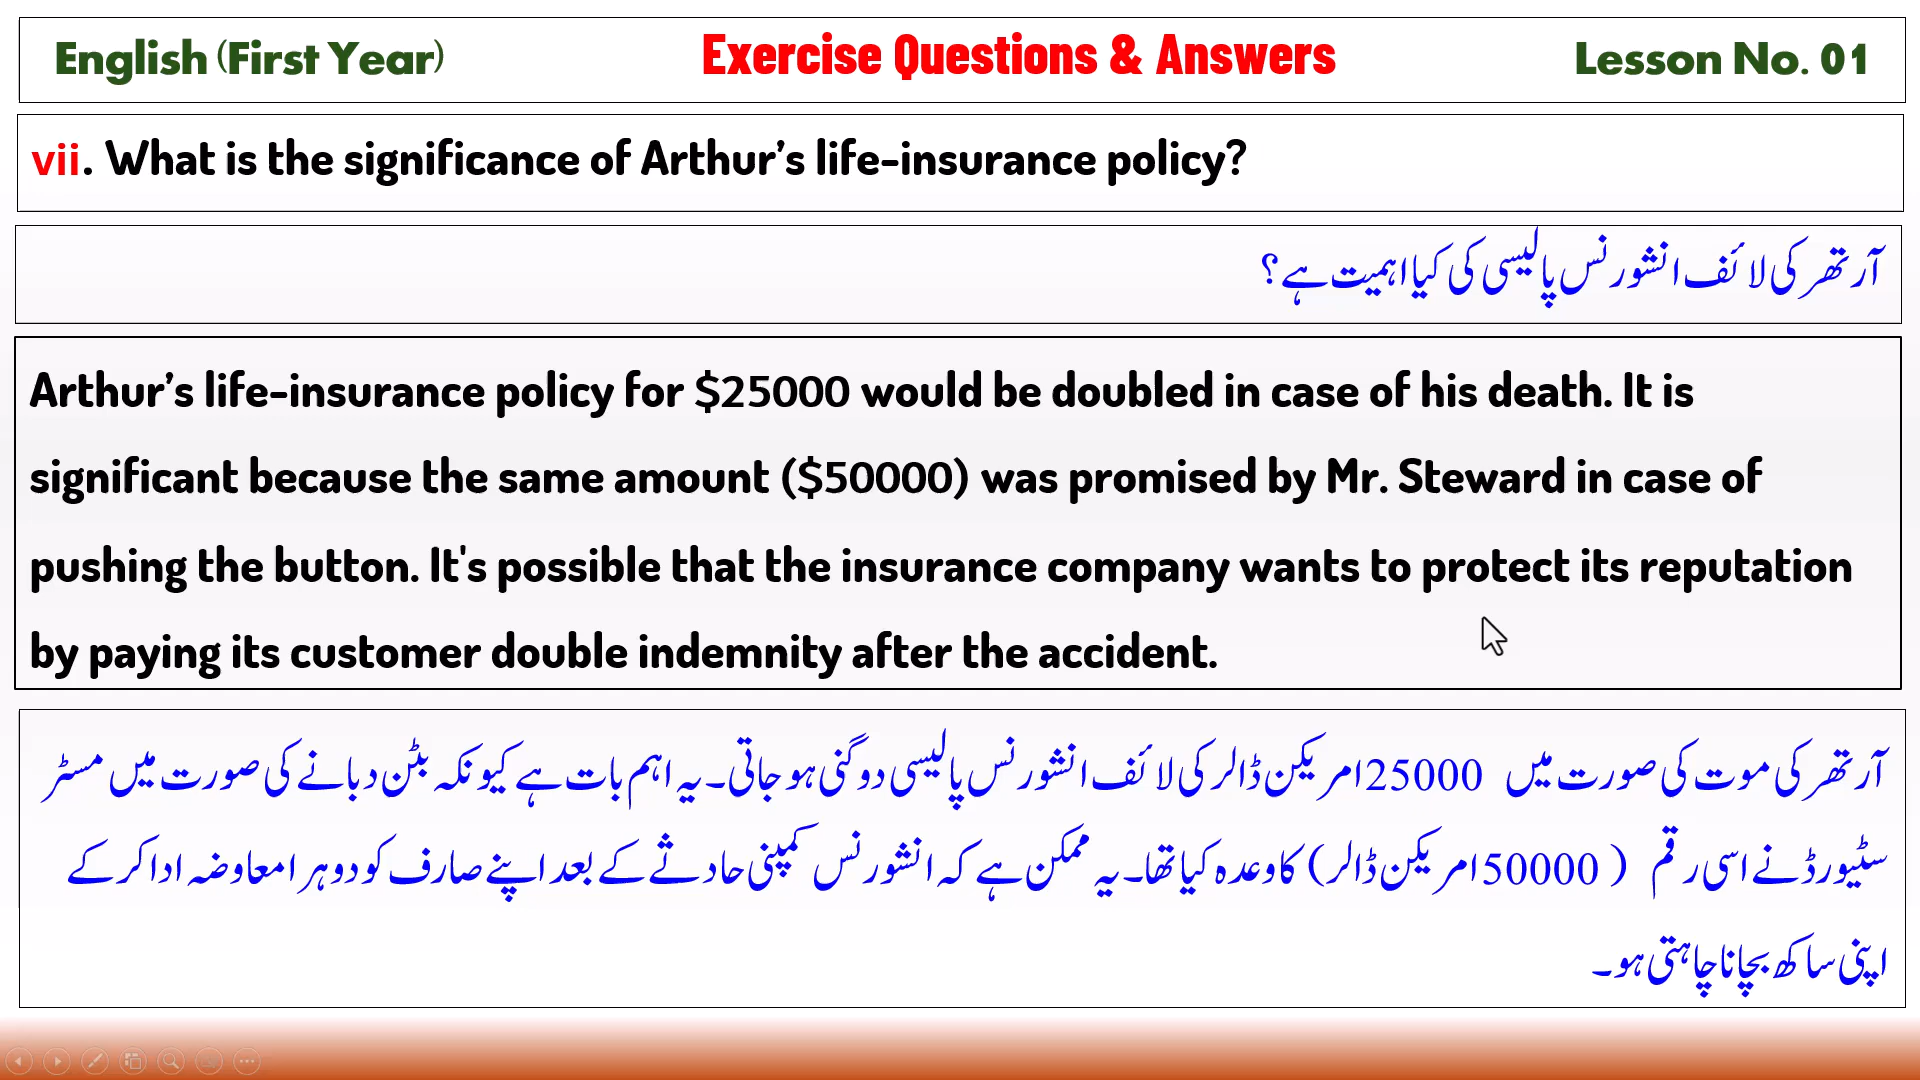 English (First Year) Exercise Questions & Answers Lesson No. 01
vii. What is the significance of Arthur’s life-insurance policy?
آرتھر کی لائف انشورنس پالیسی کی کیا اہمیت ہے؟
Arthur’s life-insurance policy for $25000 would be doubled in case of his death. It is
significant because the same amount ($50000) was promised by Mr. Steward in case of
pushing the button. It's possible that the insurance company wants to protect its reputation
by paying its customer double indemnity after the accident.
آرتھر کی موت کی صورت میں 25000 امریکن ڈالر کی لائف انشورنس پالیسی دوگنی ہو جاتی۔ یہ اہم بات ہے کیونکہ بٹن دبانے کی صورت میں مسٹر
سٹیورڈ نے اسی رقم (50000 امریکن ڈالر) کا وعدہ کیا تھا۔ یہ ممکن ہے کہ انشورنس کمپنی حادثے کے بعد اپنے صارف کو دوہرا معاوضہ ادا کر کے
اپنی ساکھ بچانا چاہتی ہو۔